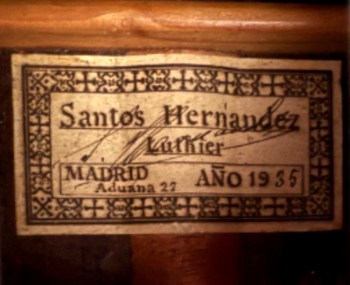 Santos Hernandez
Luthier
MADRID
Aduana 27
AÑO 1935